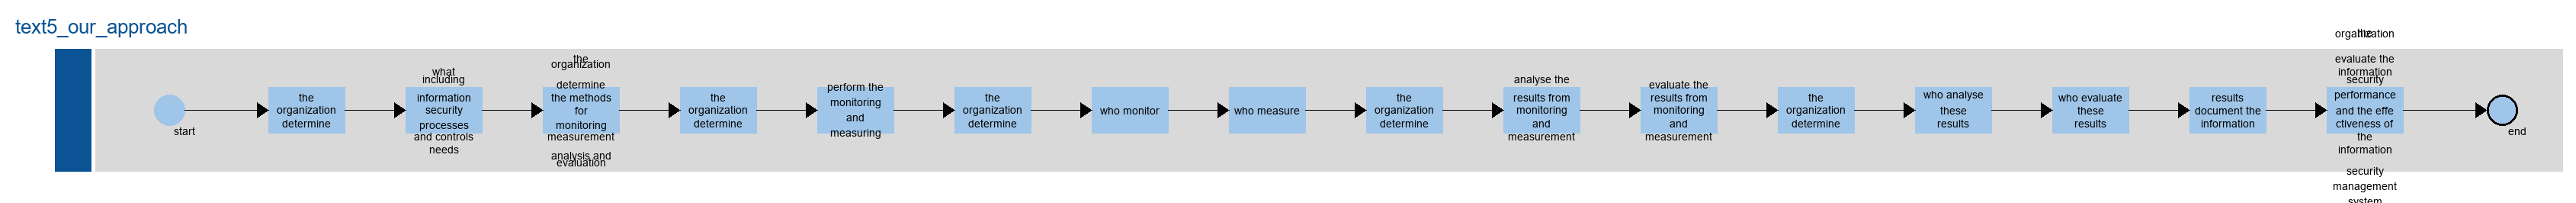 text5_our_approach
start
the
organization
determine
what
including
information
security
processes
and controls
needs
the
organization
determine
the methods
for
monitoring
measurement
analysis and
evaluation
the
organization
determine
perform the
monitoring
and
measuring
the
organization
determine
who monitor
who measure
the
organization
determine
analyse the
results from
monitoring
and
measurement
evaluate the
results from
monitoring
and
measurement
the
organization
determine
who analyse
these
results
who evaluate
these
results
results
document the
information
the
organization
evaluate the
information
security
performance
and the effe
ctiveness of
the
information
security
management
system
end